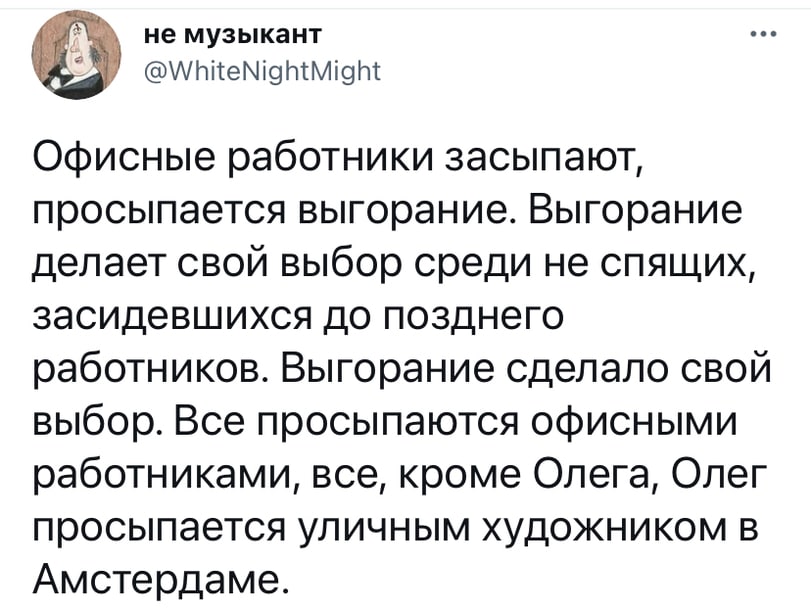 не музыкант
@WhiteNightMight
Офисные работники засыпают,
просыпается выгорание. Выгорание
делает свой выбор среди не спящих,
засидевшихся до позднего
работников. Выгорание сделало свой
выбор. Все просыпаются офисными
работниками, все, кроме Олега, Олег
просыпается уличным художником в
Амстердаме.